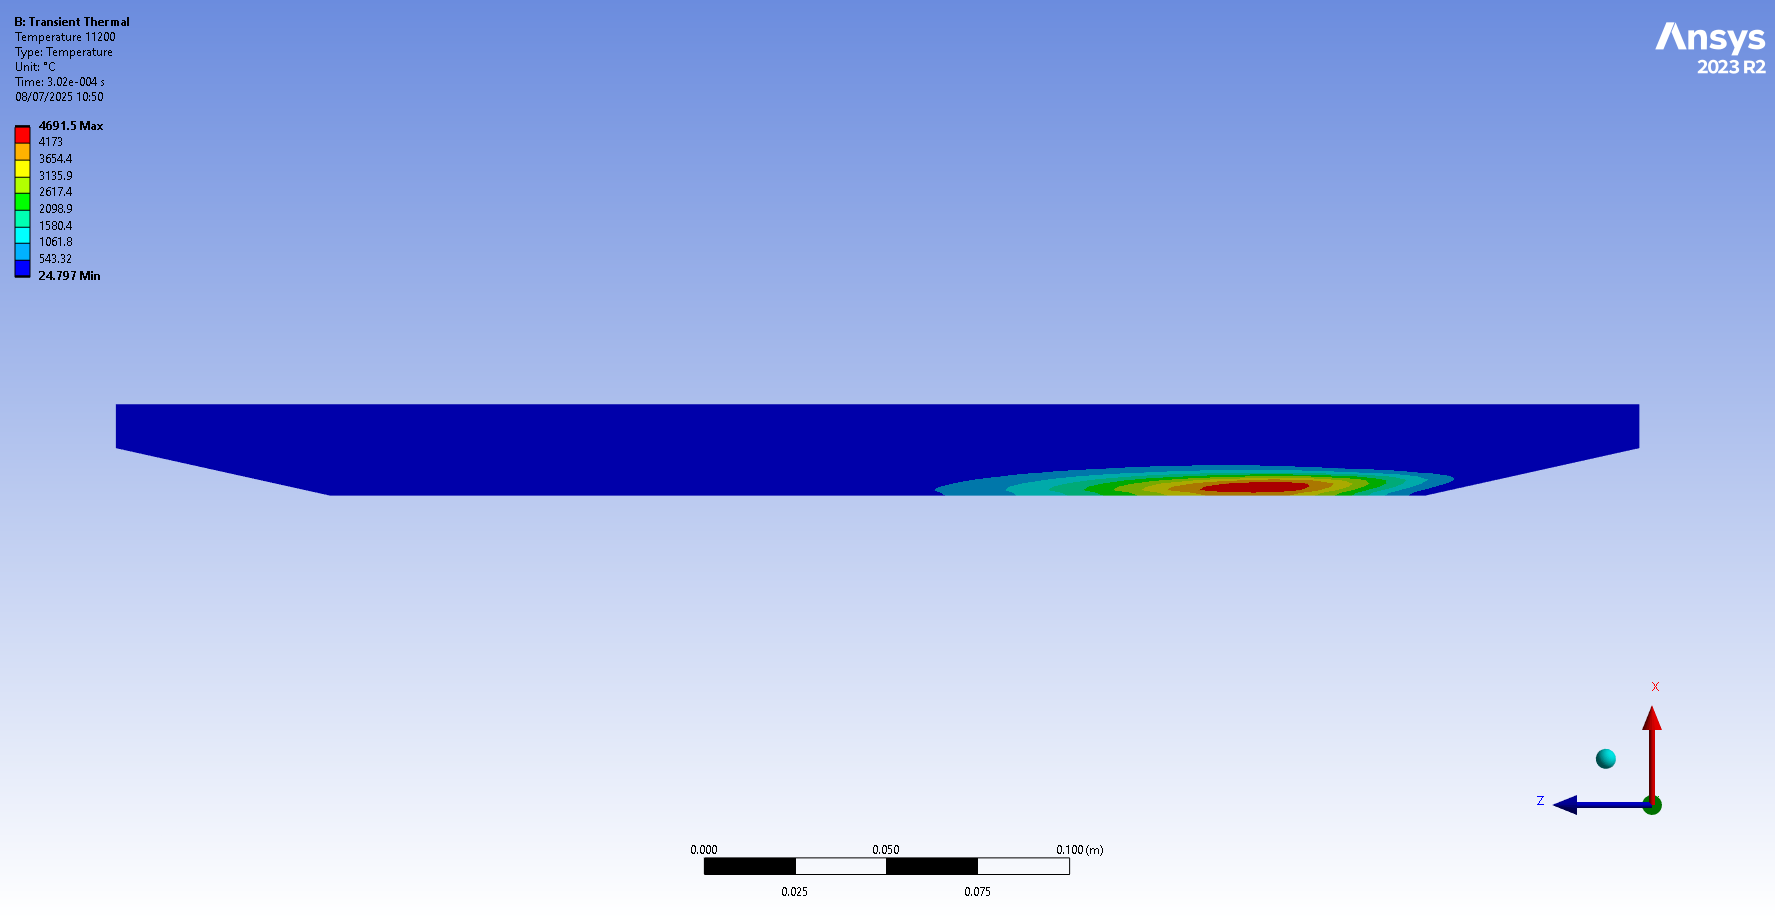 B: Transient Thermal
Temperature 11200
Type: Temperature
Unit: °C
Time: 3.02e-004 s
08/07/2025 10:50
4691.5 Max
4173
3654.4
3135.9
2617.4
2098.9
1580.4
1061.8
543.32
24.797 Min
Ansys
2023 R2
X
Z
0.000
0.050
0.100 (m)
0.025
0.075